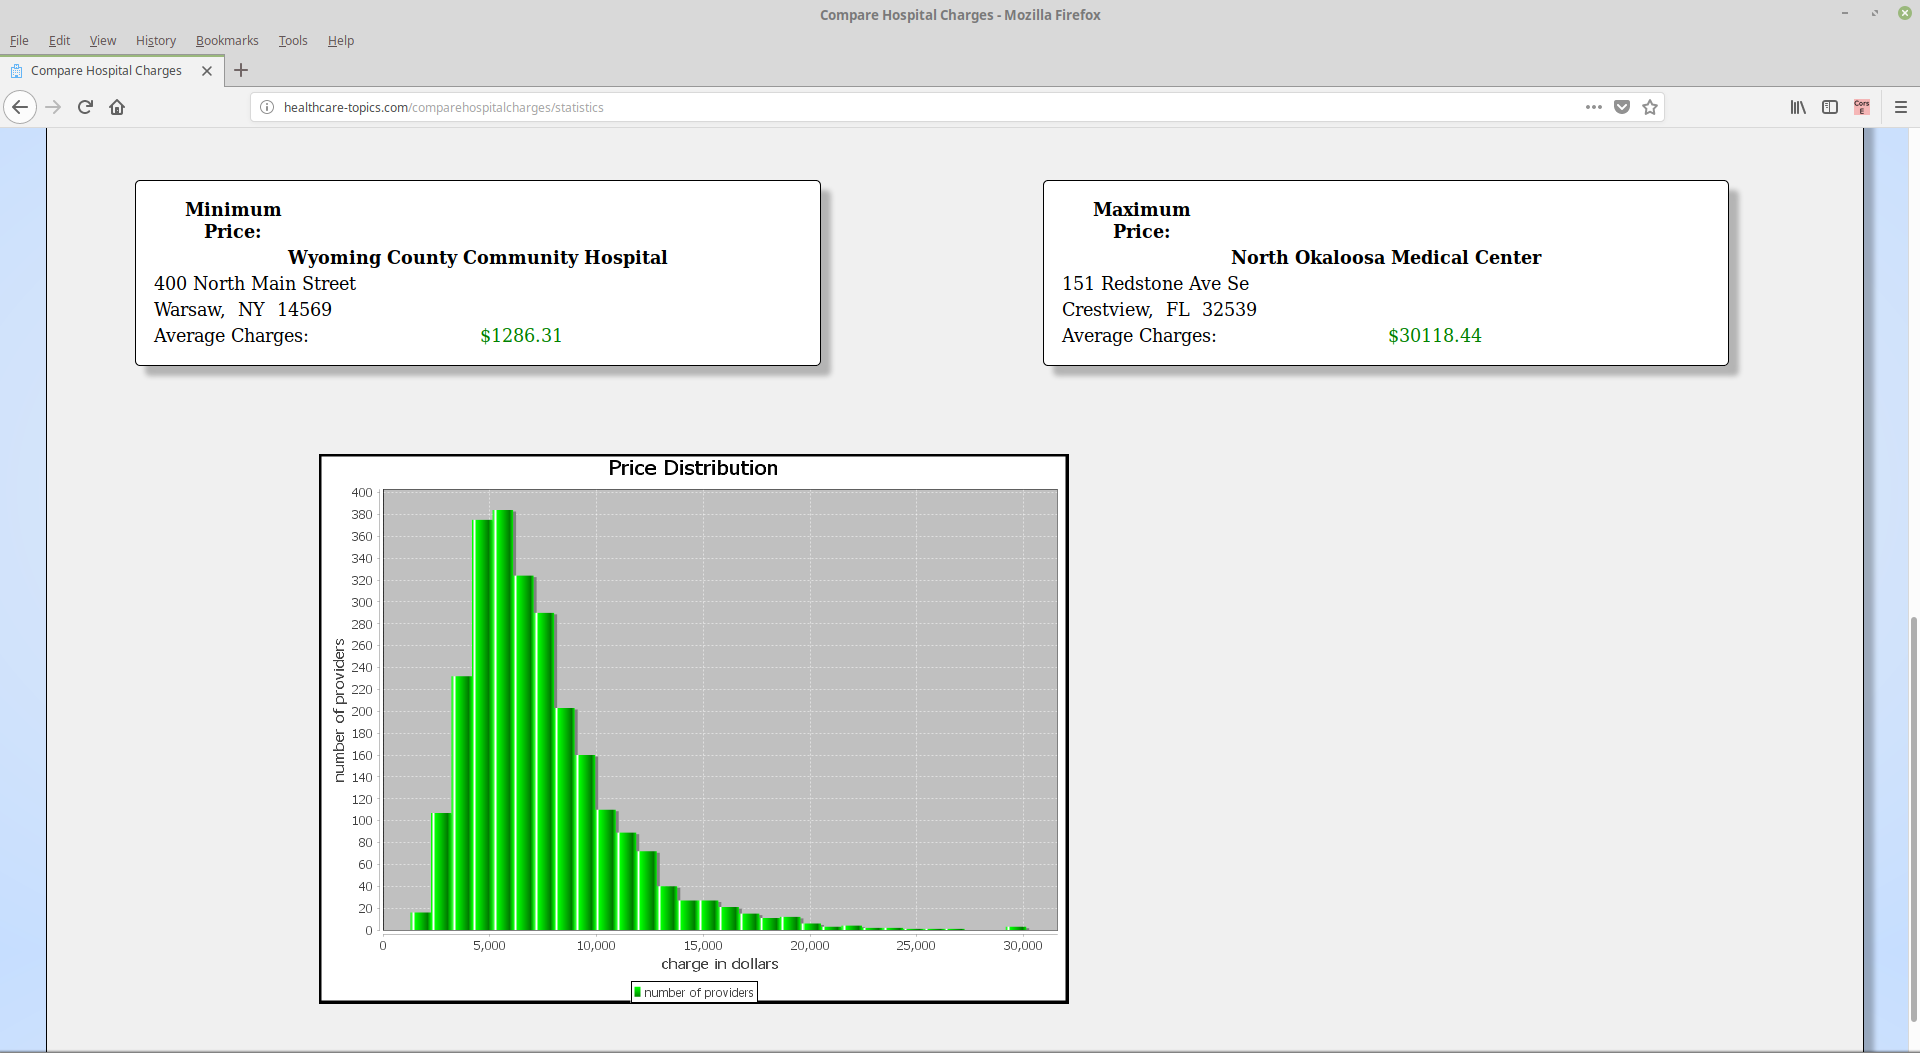 Compare Hospital Charges - Mozilla Firefox
File Edit View History Bookmarks Tools Help
Compare Hospital Charges
healthcare-topics.com/comparehospitalcharges/statistics
Cors
E
Minimum
Price:
Wyoming County Community Hospital
400 North Main Street
Warsaw, NY 14569
Average Charges: $1286.31
Maximum
Price:
North Okaloosa Medical Center
151 Redstone Ave Se
Crestview, FL 32539
Average Charges: $30118.44
Price Distribution
400
380
360
340
320
300
280
260
240
220
200
180
160
140
120
100
80
60
40
20
0
number of providers
0 5,000 10,000 15,000 20,000 25,000 30,000
charge in dollars
number of providers